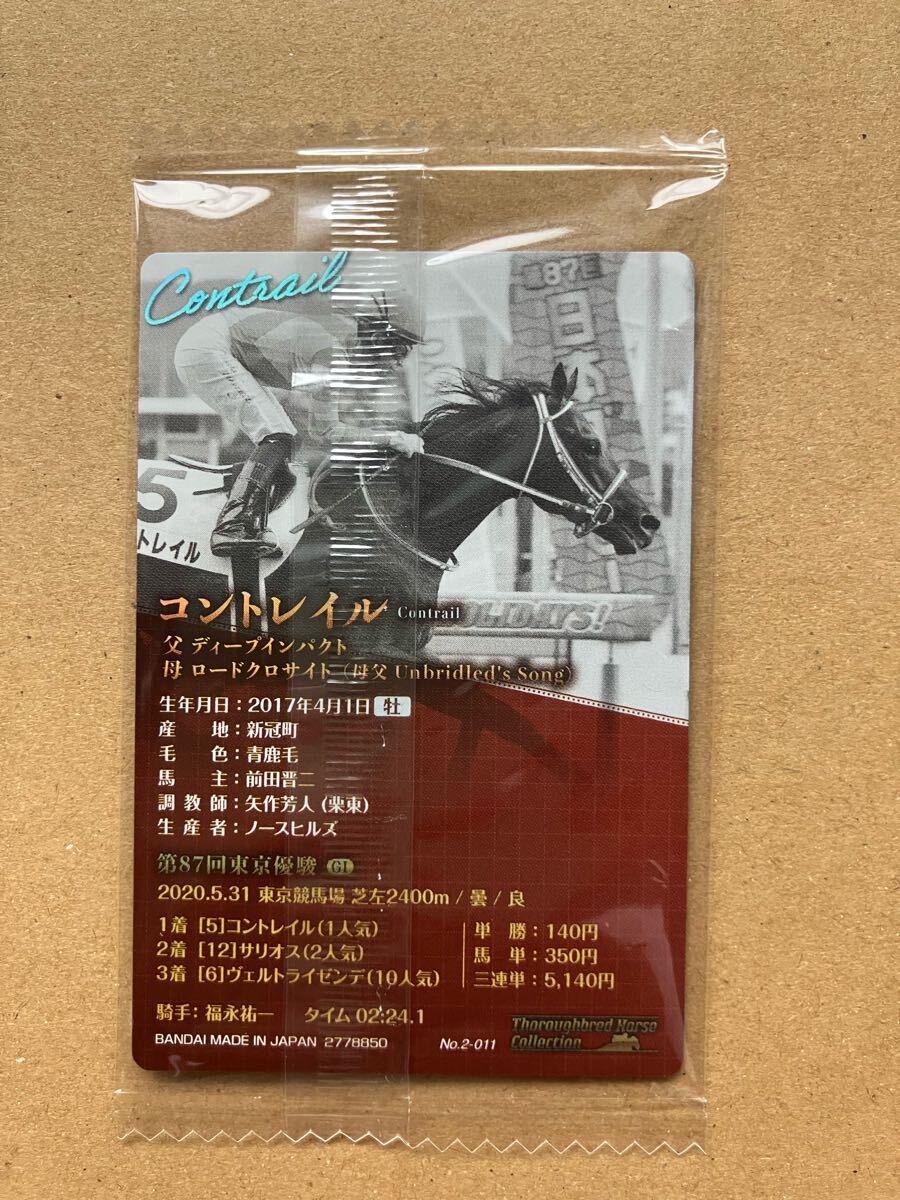 Contrail
87
日本
5
トレイル
LIDAYS!
コントレイル Contrail
父 ディープインパクト
母 ロードクロサイト (母父 Unbridled's Song)
生年月日:2017年4月1日 牡
産 地:新冠町
毛 色:青鹿毛
馬 主:前田晋二
調教師:矢作芳人 (栗東)
生産者:ノースヒルズ
第87回東京優駿 GI
2020.5.31 東京競馬場 芝左2400m / 曇 / 良
1着 [5]コントレイル(1人気)
2着 [12]サリオス(2人気)
3着 [6]ヴェルトライゼンデ(10人気)
単 勝:140円
馬 単:350円
三連単:5,140円
騎手:福永祐一 タイム 02:24.1
BANDAI MADE IN JAPAN 2778850
No.2-011
Thoroughbred Horse
Collection